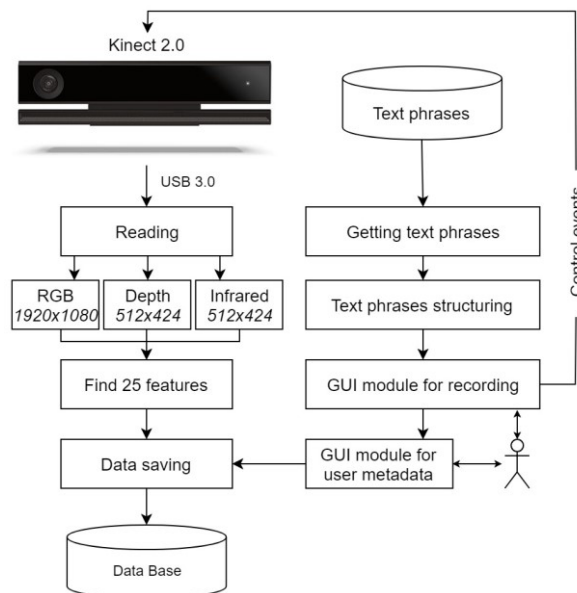 Kinect 2.0
Text phrases
USB 3.0
Control events
Reading
Getting text phrases
RGB
1920x1080
Depth
512x424
Infrared
512x424
Text phrases structuring
Find 25 features
GUI module for recording
Data saving
GUI module for
user metadata
Data Base